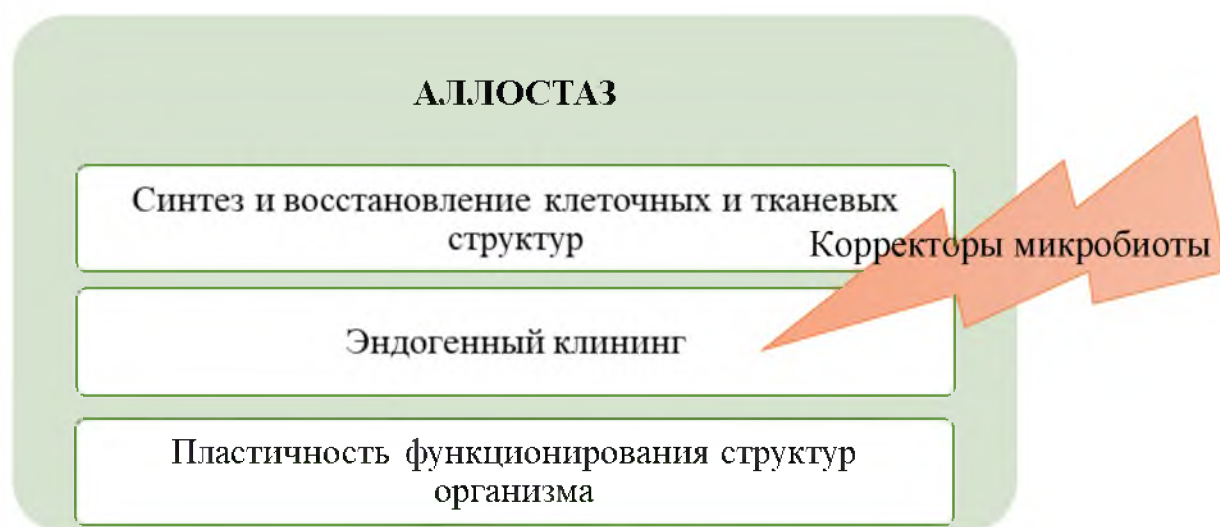 АЛЛОСТАЗ
Синтез и восстановление клеточных и тканевых
структур
Корректоры микробиоты
Эндогенный клининг
Пластичность функционирования структур
организма